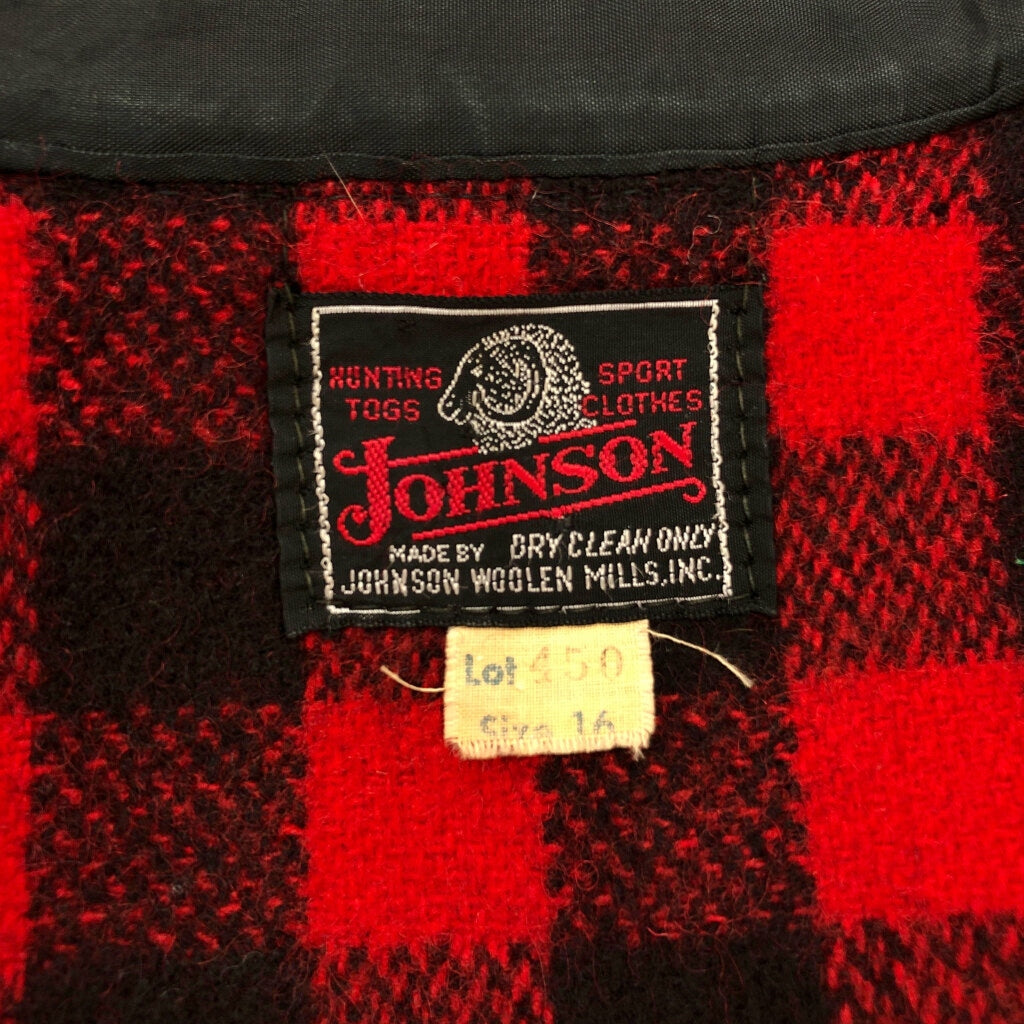 HUNTING SPORT
TOGS CLOTHES
JOHNSON
MADE BY DRY CLEAN ONLY
JOHNSON WOOLEN MILLS, INC.
Lot 450
Size 16